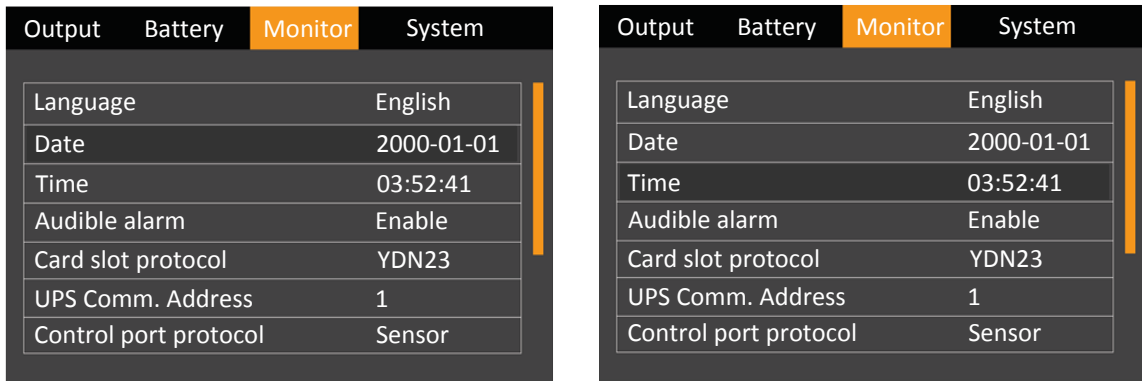 Output Battery Monitor System
Language English
Date 2000-01-01
Time 03:52:41
Audible alarm Enable
Card slot protocol YDN23
UPS Comm. Address 1
Control port protocol Sensor
Output Battery Monitor System
Language English
Date 2000-01-01
Time 03:52:41
Audible alarm Enable
Card slot protocol YDN23
UPS Comm. Address 1
Control port protocol Sensor